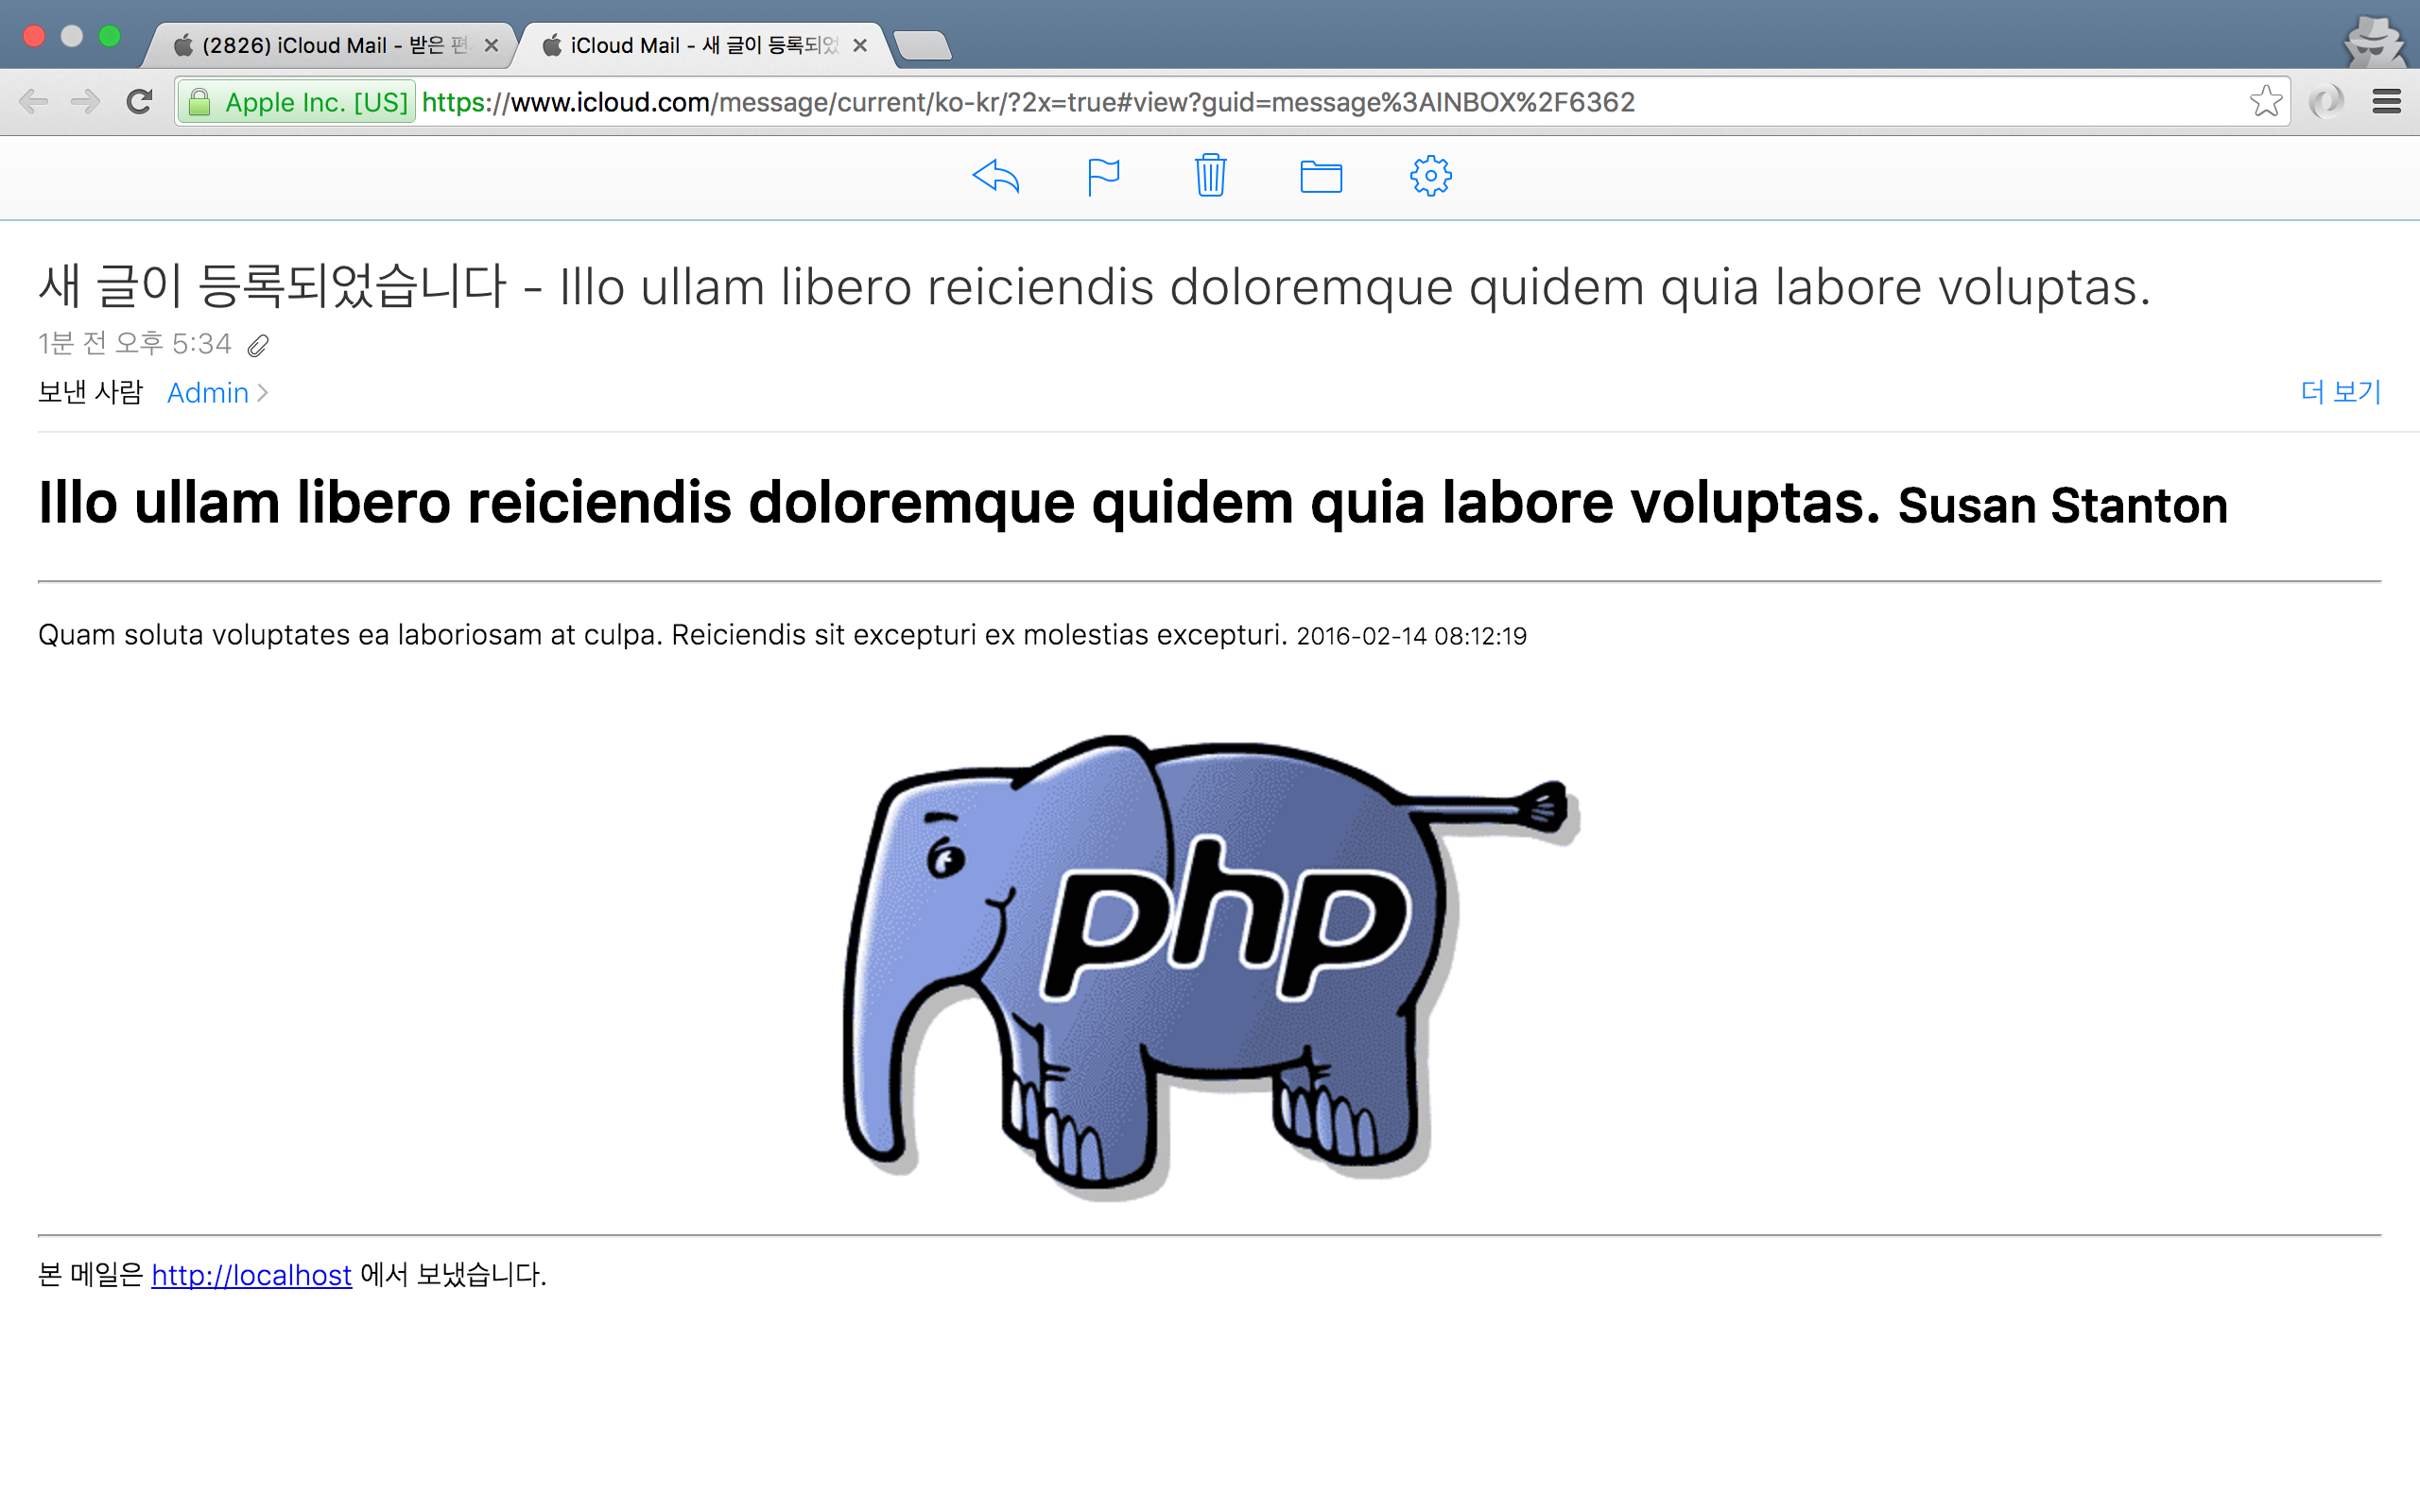 (2826) iCloud Mail - 받은 편
iCloud Mail - 새 글이 등록되었
Apple Inc. [US] https://www.icloud.com/message/current/ko-kr/?2x=true#view?guid=message%3AINBOX%2F6362
새 글이 등록되었습니다 - Illo ullam libero reiciendis doloremque quidem quia labore voluptas.
1분 전 오후 5:34
보낸 사람 Admin
더 보기
Illo ullam libero reiciendis doloremque quidem quia labore voluptas. Susan Stanton
Quam soluta voluptates ea laboriosam at culpa. Reiciendis sit excepturi ex molestias excepturi. 2016-02-14 08:12:19
php
본 메일은 http://localhost 에서 보냈습니다.